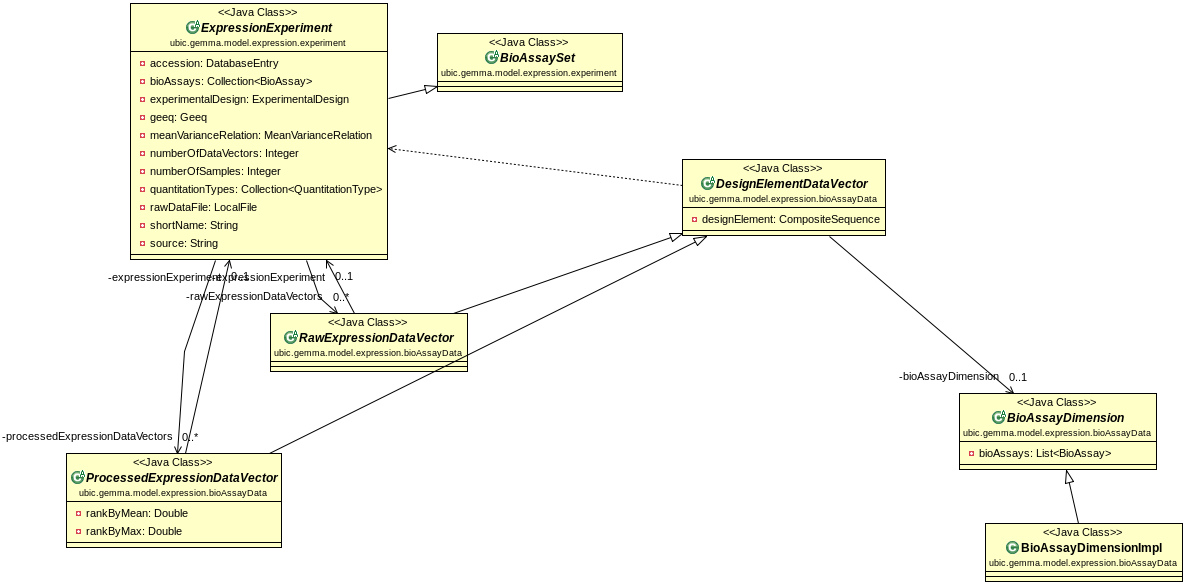 <<Java Class>>
ExpressionExperiment
ubic.gemma.model.expression.experiment
accession: DatabaseEntry
bioAssays: Collection<BioAssay>
experimentalDesign: ExperimentalDesign
geeq: Geeq
meanVarianceRelation: MeanVarianceRelation
numberOfDataVectors: Integer
numberOfSamples: Integer
quantitationTypes: Collection<QuantitationType>
rawDataFile: LocalFile
shortName: String
source: String
<<Java Class>>
BioAssaySet
ubic.gemma.model.expression.experiment
<<Java Class>>
DesignElementDataVector
ubic.gemma.model.expression.bioAssayData
designElement: CompositeSequence
-expressionExperiment
0..1
-expressionExperiment
0..1
-rawExpressionDataVectors
0..*
<<Java Class>>
RawExpressionDataVector
ubic.gemma.model.expression.bioAssayData
-bioAssayDimension
0..1
<<Java Class>>
BioAssayDimension
ubic.gemma.model.expression.bioAssayData
bioAssays: List<BioAssay>
-processedExpressionDataVectors
0..*
<<Java Class>>
ProcessedExpressionDataVector
ubic.gemma.model.expression.bioAssayData
rankByMean: Double
rankByMax: Double
<<Java Class>>
BioAssayDimensionImpl
ubic.gemma.model.expression.bioAssayData